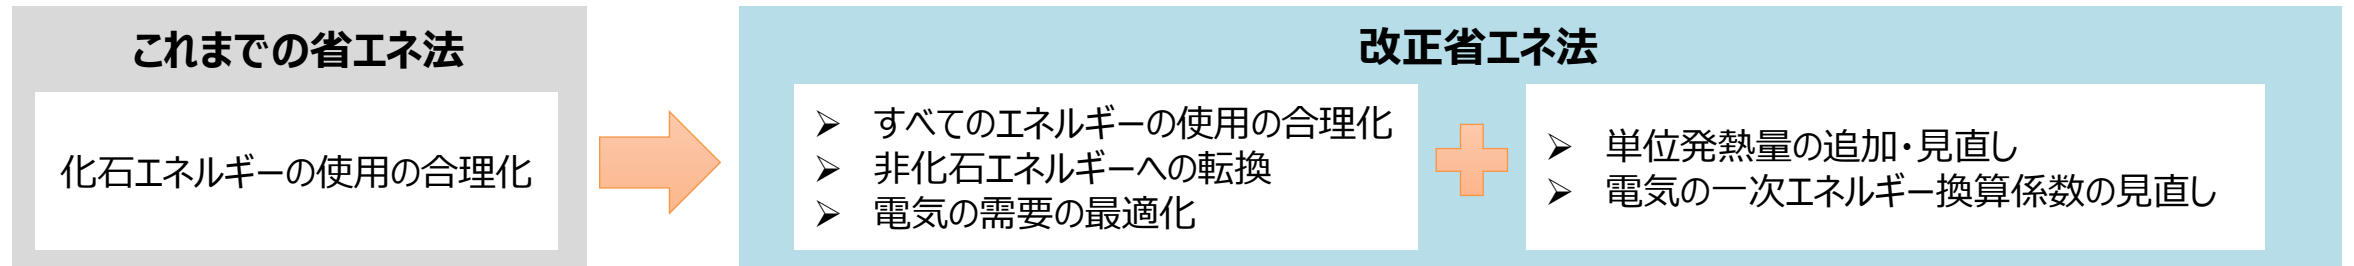 これまでの省エネ法
化石エネルギーの使用の合理化
改正省エネ法
➢ すべてのエネルギーの使用の合理化
➢ 非化石エネルギーへの転換
➢ 電気の需要の最適化
➢ 単位発熱量の追加・見直し
➢ 電気の一次エネルギー換算係数の見直し